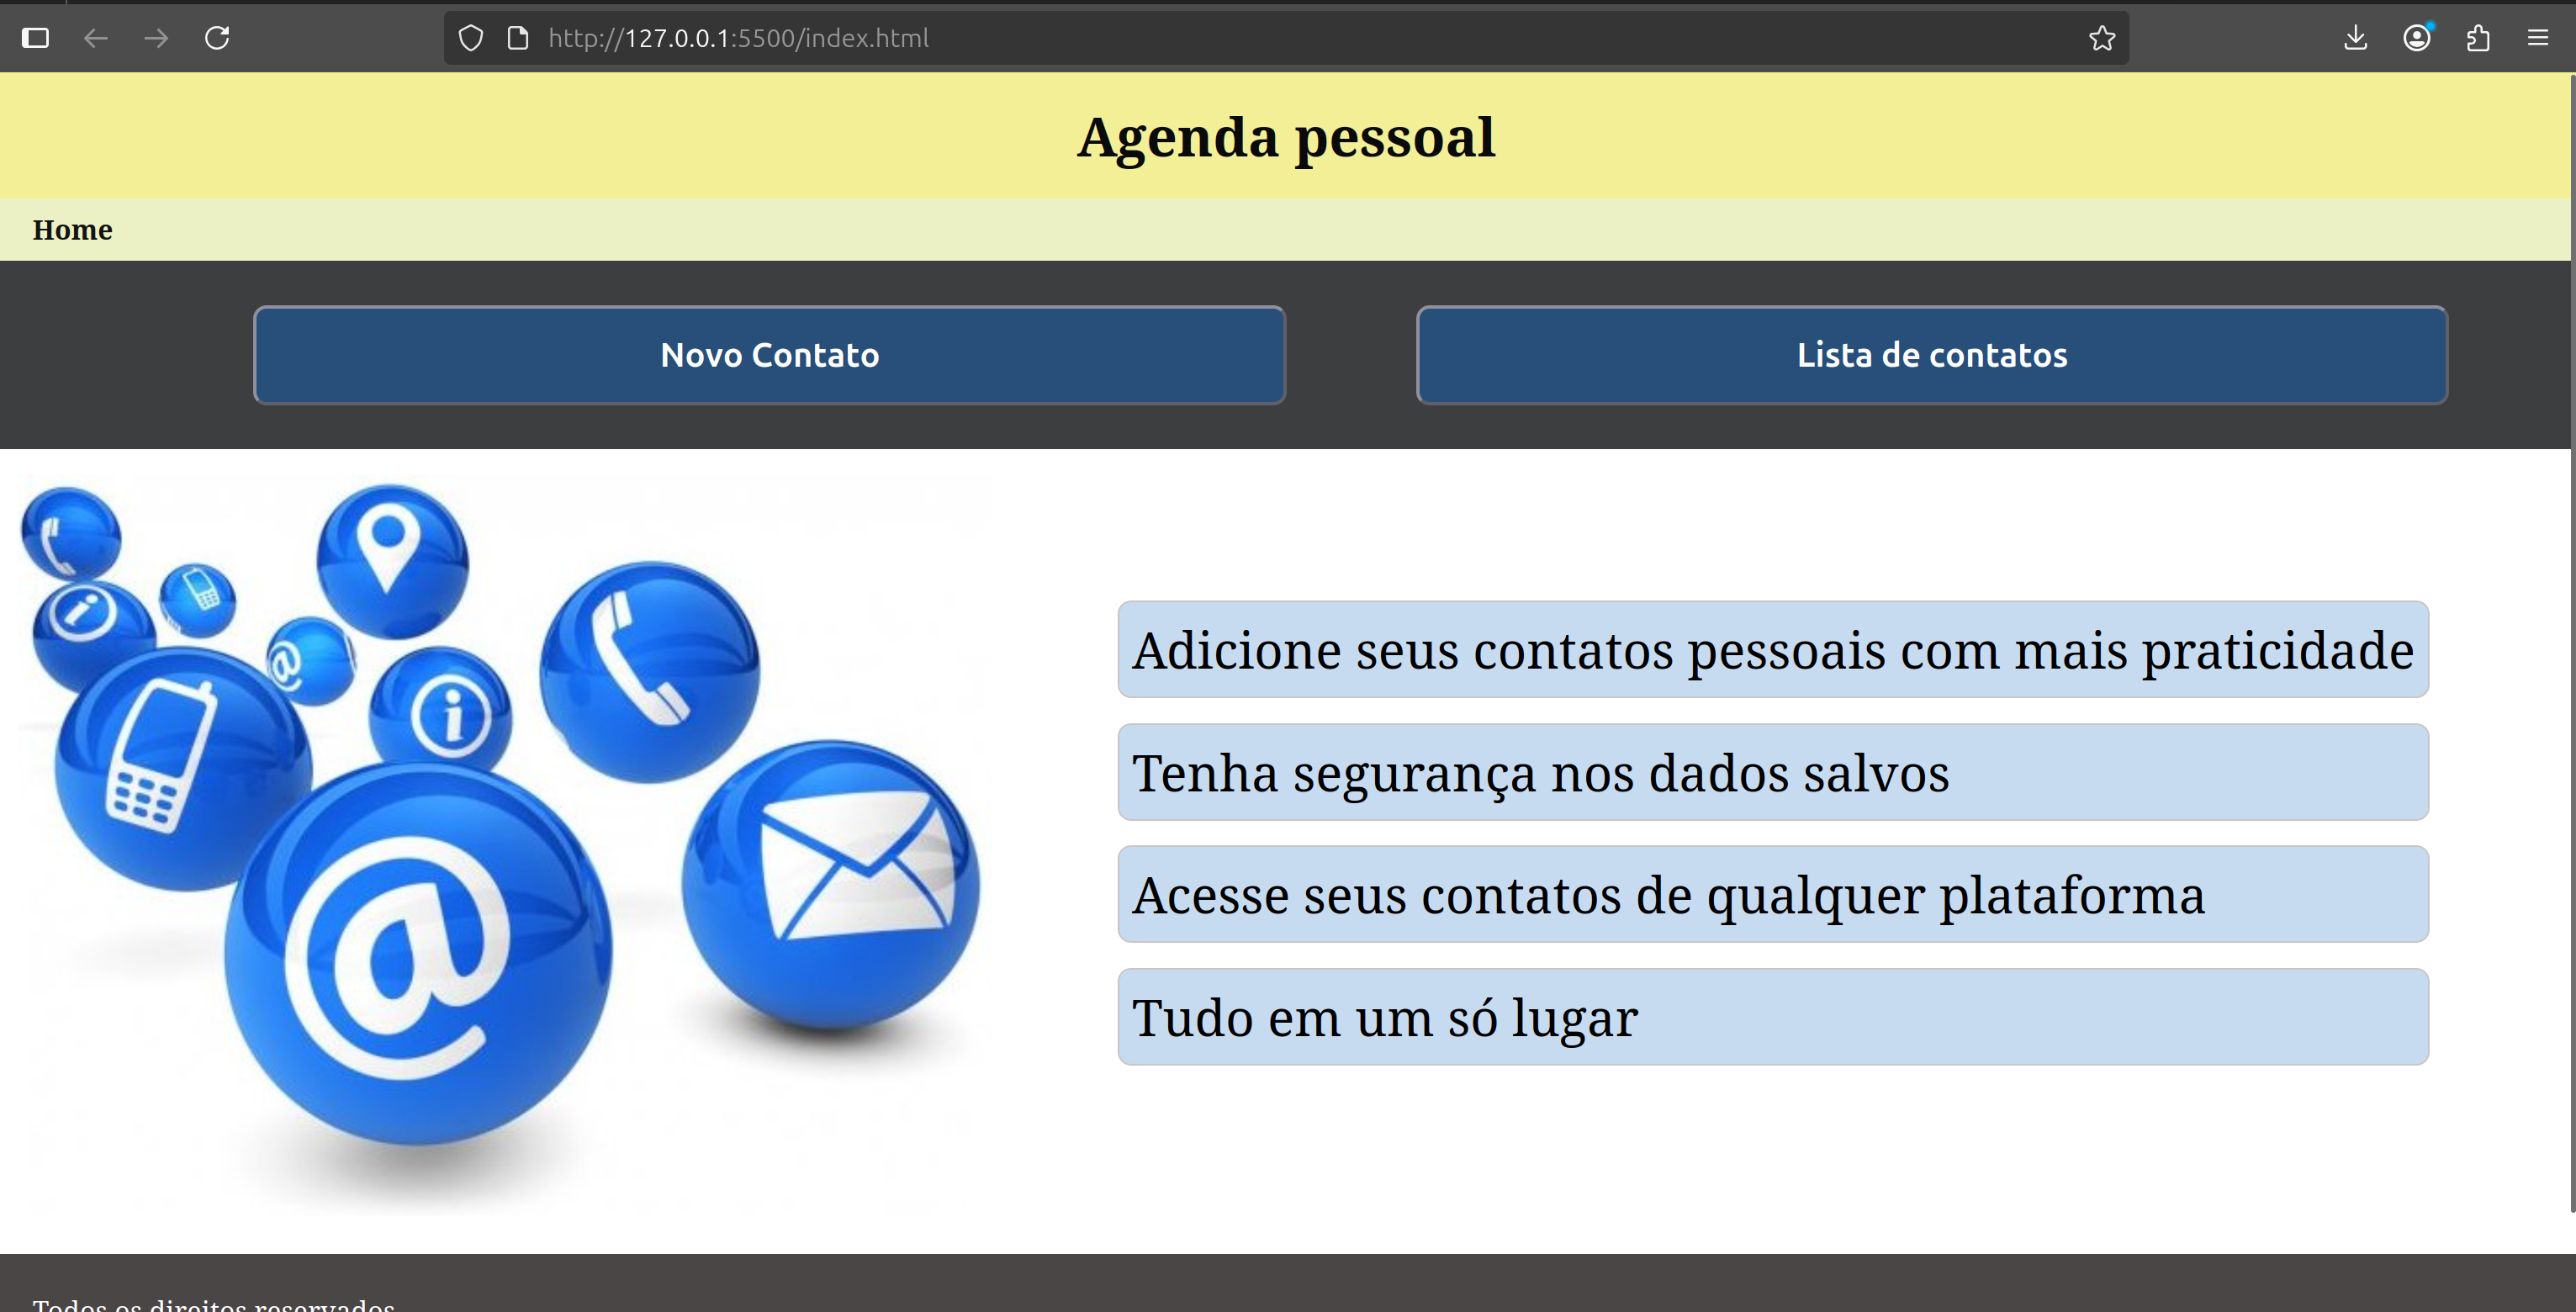 http://127.0.0.1:5500/index.html
Agenda pessoal
Home
Novo Contato
Lista de contatos
Adicione seus contatos pessoais com mais praticidade
Tenha segurança nos dados salvos
Acesse seus contatos de qualquer plataforma
Tudo em um só lugar
Todos os direitos reservados